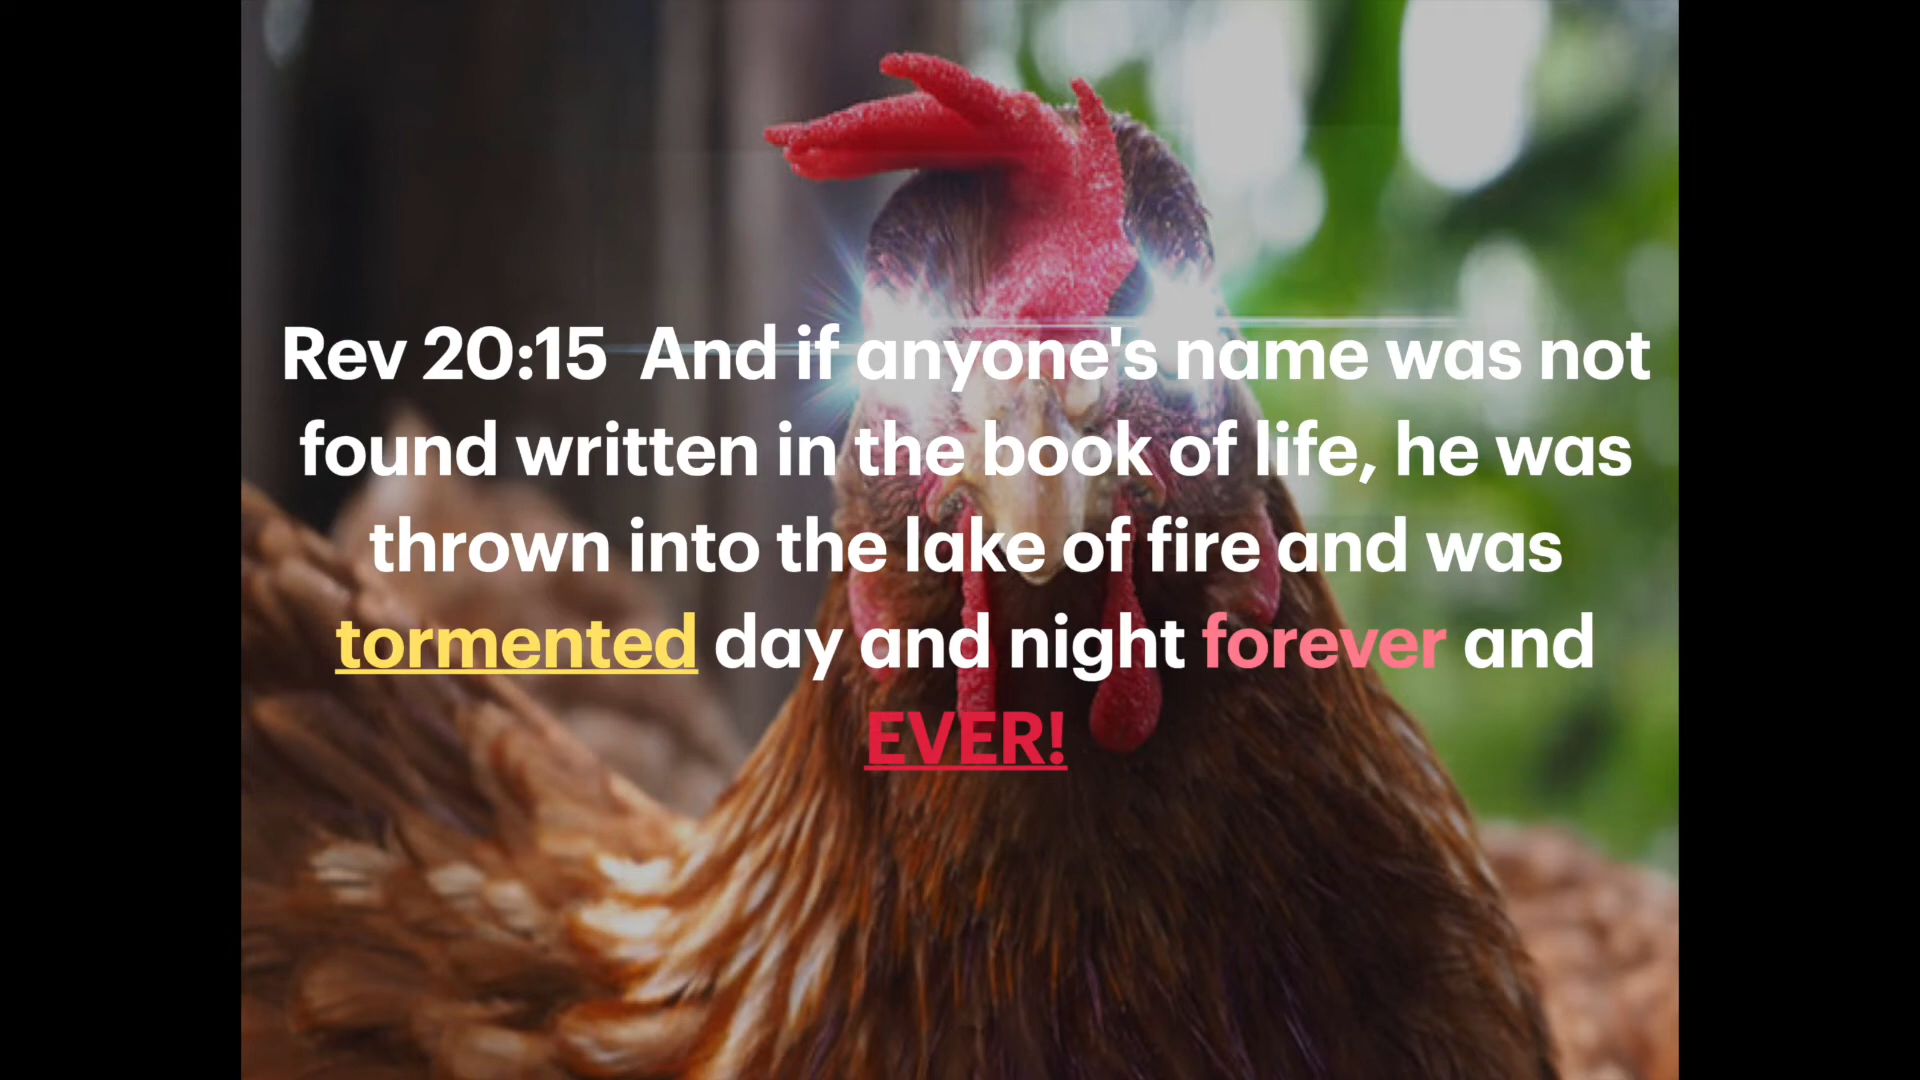 Rev 20:15  And if anyone's name was not
found written in the book of life, he was
thrown into the lake of fire and was
tormented day and night forever and
EVER!